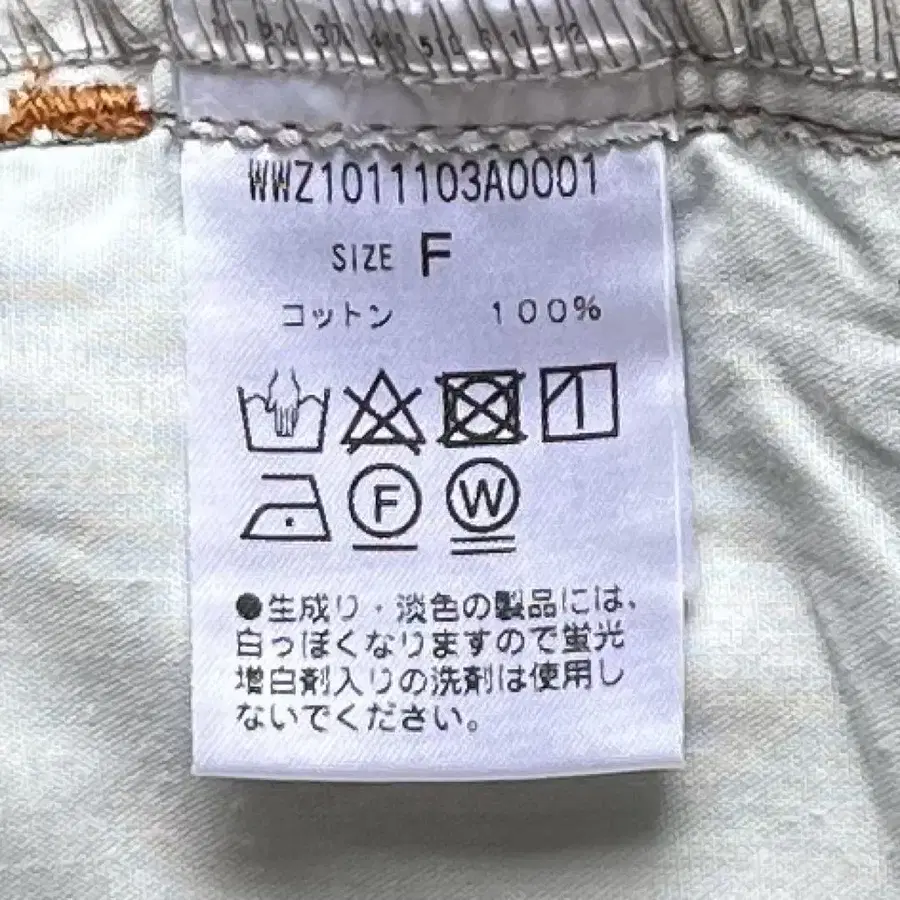 WWZ1011103A0001
SIZE F
コットン 100%
F W
●生成り・淡色の製品には、
白っぽくなりますので蛍光
増白剤入りの洗剤は使用し
ないでください。